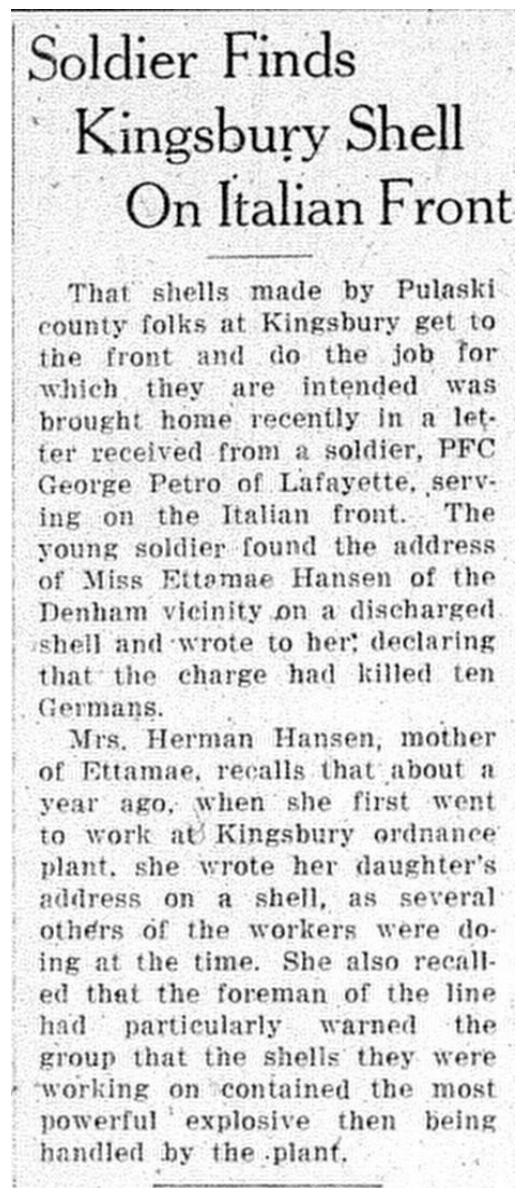 Soldier Finds
Kingsbury Shell
On Italian Front
That shells made by Pulaski
county folks at Kingsbury get to
the front and do the job for
which they are intended was
brought home recently in a let-
ter received from a soldier, PFC
George Petro of Lafayette, serv-
ing on the Italian front. The
young soldier found the address
of Miss Ettamae Hansen of the
Denham vicinity on a discharged
shell and wrote to her, declaring
that the charge had killed ten
Germans.
Mrs. Herman Hansen, mother
of Ettamae, recalls that about a
year ago, when she first went
to work at Kingsbury ordnance
plant, she wrote her daughter's
address on a shell, as several
others of the workers were do-
ing at the time. She also recall-
ed that the foreman of the line
had particularly warned the
group that the shells they were
working on contained the most
powerful explosive then being
handled by the plant.